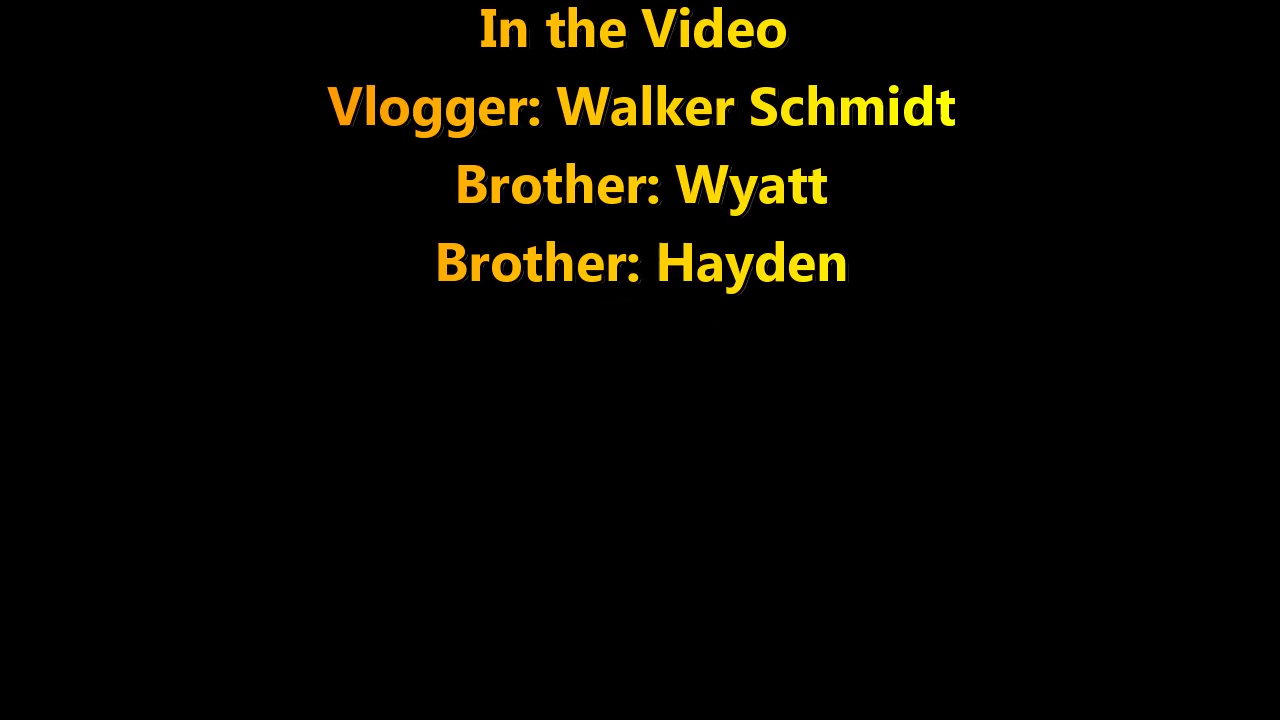 In the Video
Vlogger: Walker Schmidt
Brother: Wyatt
Brother: Hayden